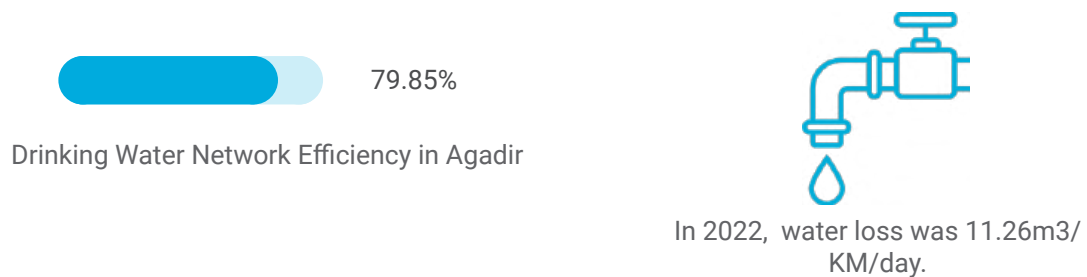 79.85%
Drinking Water Network Efficiency in Agadir
In 2022,  water loss was 11.26m3/
KM/day.